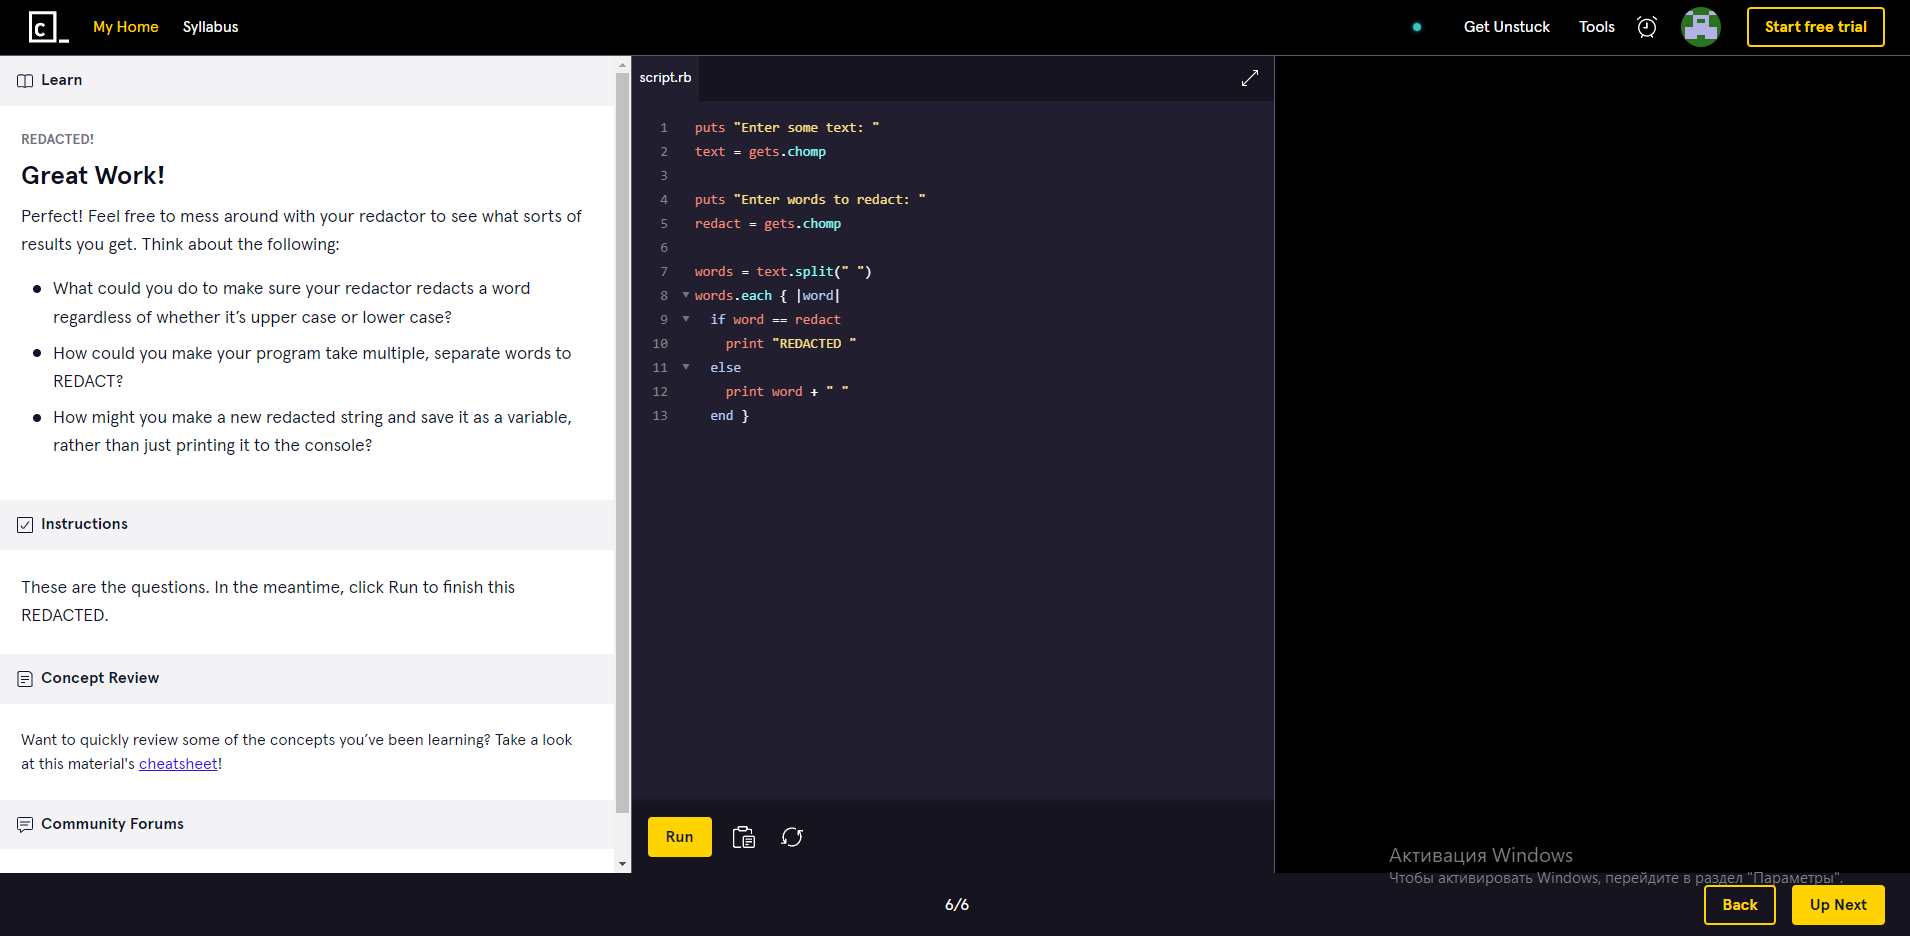 c_ My Home Syllabus Get Unstuck Tools Start free trial
Learn
REDACTED!
Great Work!
Perfect! Feel free to mess around with your redactor to see what sorts of
results you get. Think about the following:
What could you do to make sure your redactor redacts a word
regardless of whether it’s upper case or lower case?
How could you make your program take multiple, separate words to
REDACT?
How might you make a new redacted string and save it as a variable,
rather than just printing it to the console?
Instructions
These are the questions. In the meantime, click Run to finish this
REDACTED.
Concept Review
Want to quickly review some of the concepts you’ve been learning? Take a look
at this material's cheatsheet!
Community Forums
script.rb
1 puts "Enter some text: "
2 text = gets.chomp
3
4 puts "Enter words to redact: "
5 redact = gets.chomp
6
7 words = text.split(" ")
8 words.each { |word|
9 if word == redact
10 print "REDACTED "
11 else
12 print word + " "
13 end }
Run
Активация Windows
Чтобы активировать Windows, перейдите в раздел "Параметры".
6/6
Back Up Next